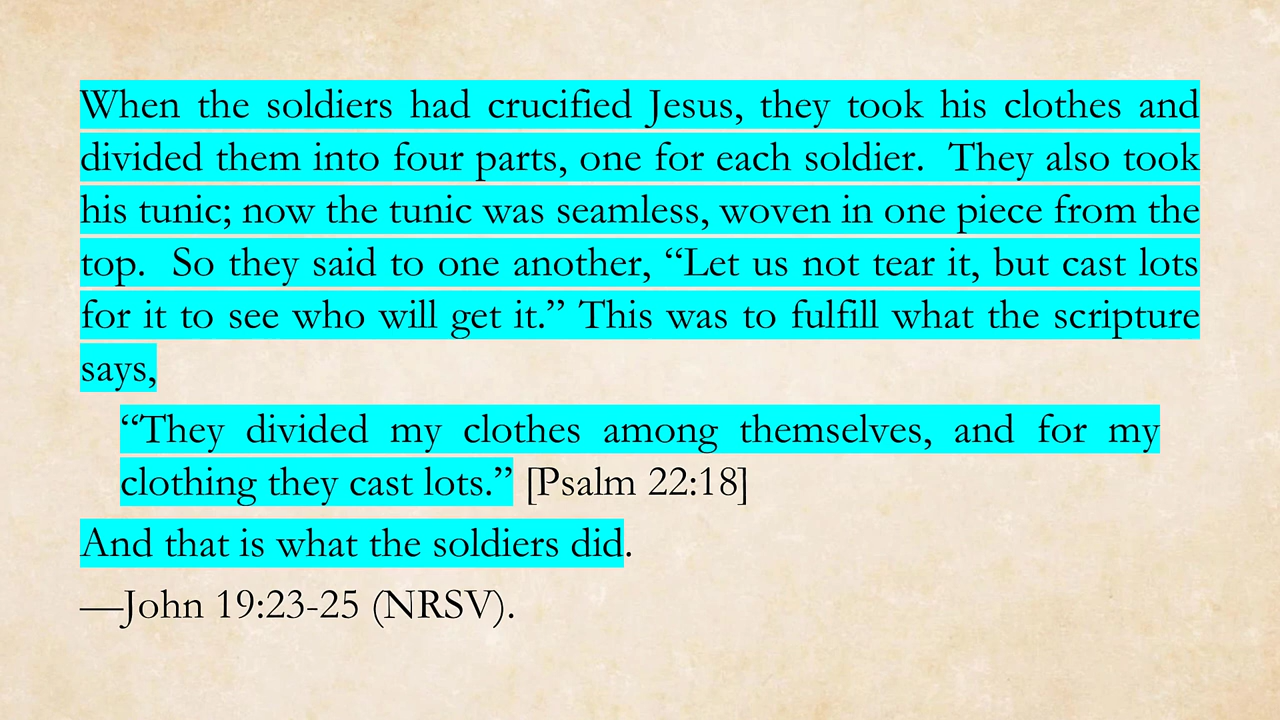 When the soldiers had crucified Jesus, they took his clothes and
divided them into four parts, one for each soldier.  They also took
his tunic; now the tunic was seamless, woven in one piece from the
top.  So they said to one another, “Let us not tear it, but cast lots
for it to see who will get it.” This was to fulfill what the scripture
says,
“They divided my clothes among themselves, and for my
clothing they cast lots.” [Psalm 22:18]
And that is what the soldiers did.
—John 19:23-25 (NRSV).